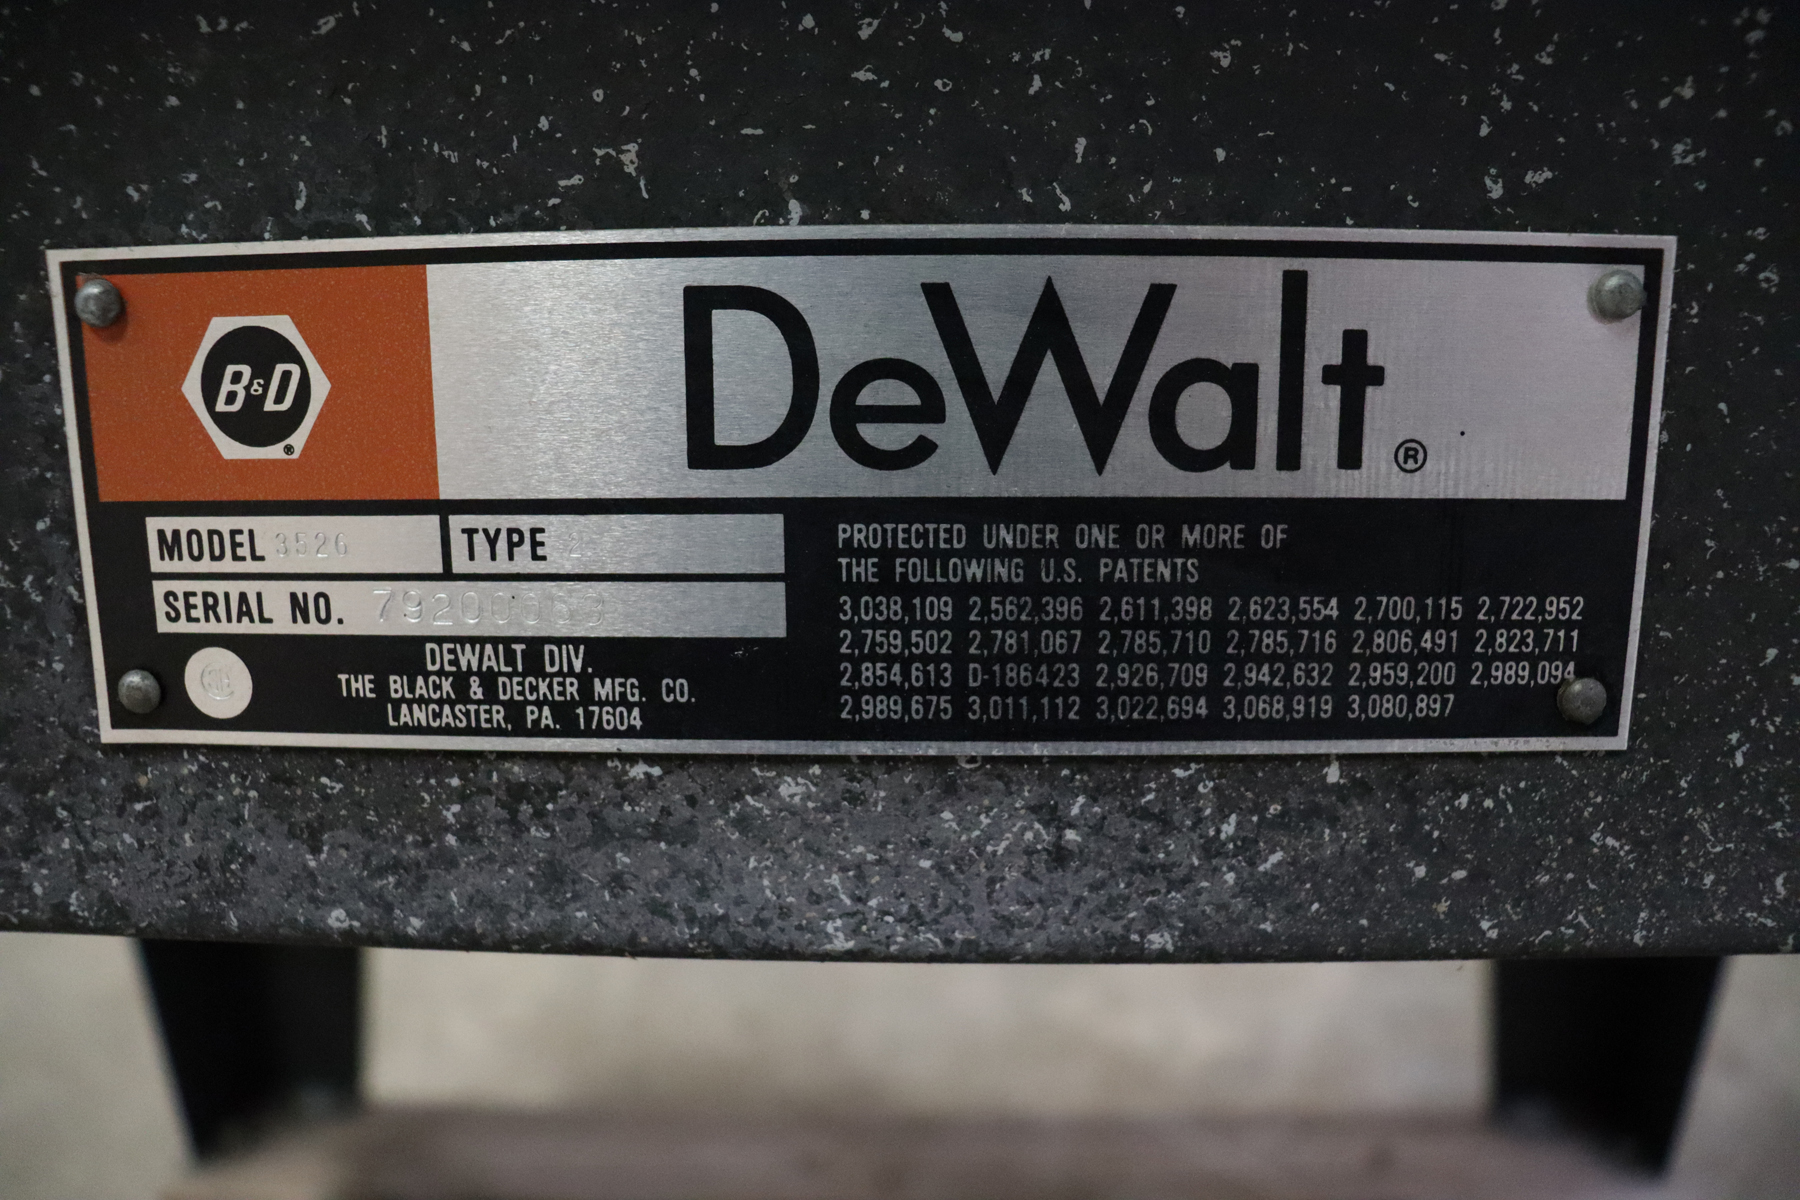 B&D
®
DeWalt®
MODEL 3526 TYPE 2
SERIAL NO. 79200063
DEWALT DIV.
THE BLACK & DECKER MFG. CO.
LANCASTER, PA. 17604
PROTECTED UNDER ONE OR MORE OF
THE FOLLOWING U.S. PATENTS
3,038,109 2,562,396 2,611,398 2,623,554 2,700,115 2,722,952
2,759,502 2,781,067 2,785,710 2,785,716 2,806,491 2,823,711
2,854,613 D-186423 2,926,709 2,942,632 2,959,200 2,989,094
2,989,675 3,011,112 3,022,694 3,068,919 3,080,897